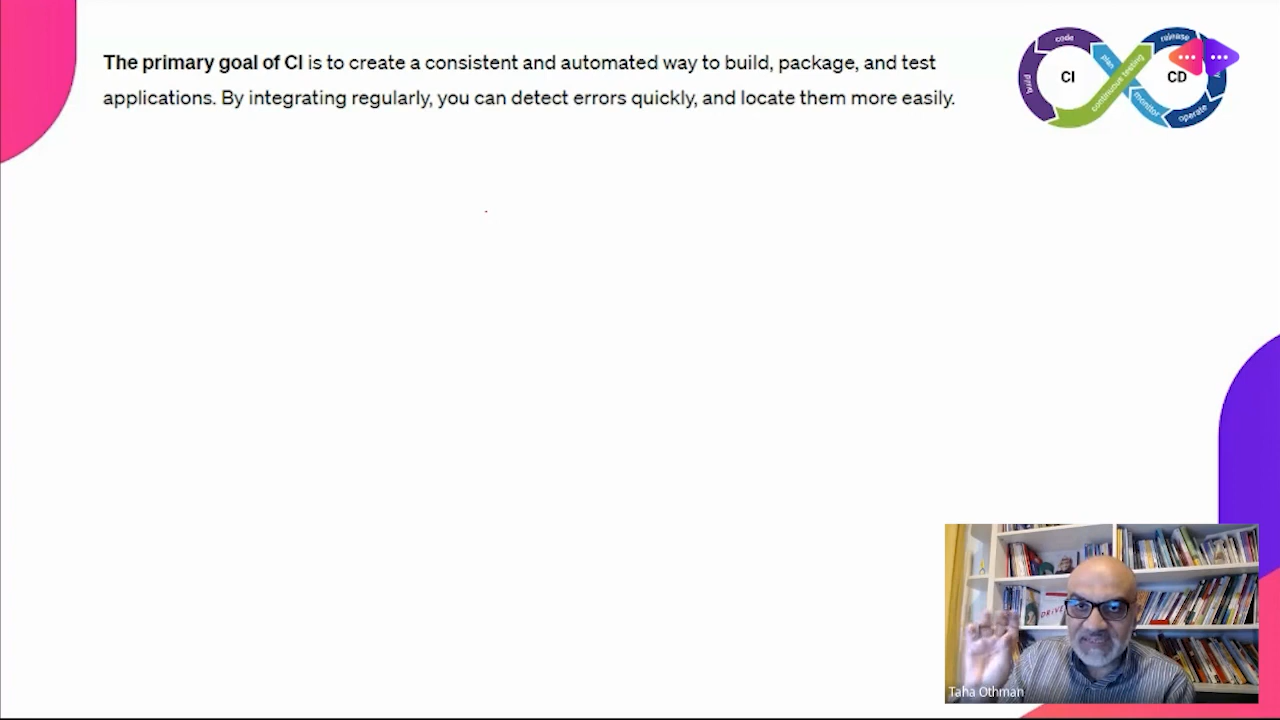 The primary goal of CI is to create a consistent and automated way to build, package, and test
applications. By integrating regularly, you can detect errors quickly, and locate them more easily.
code
release
plan
CI
CD
build
continuous testing
monitor
operate
DRIVE
Taha Othman